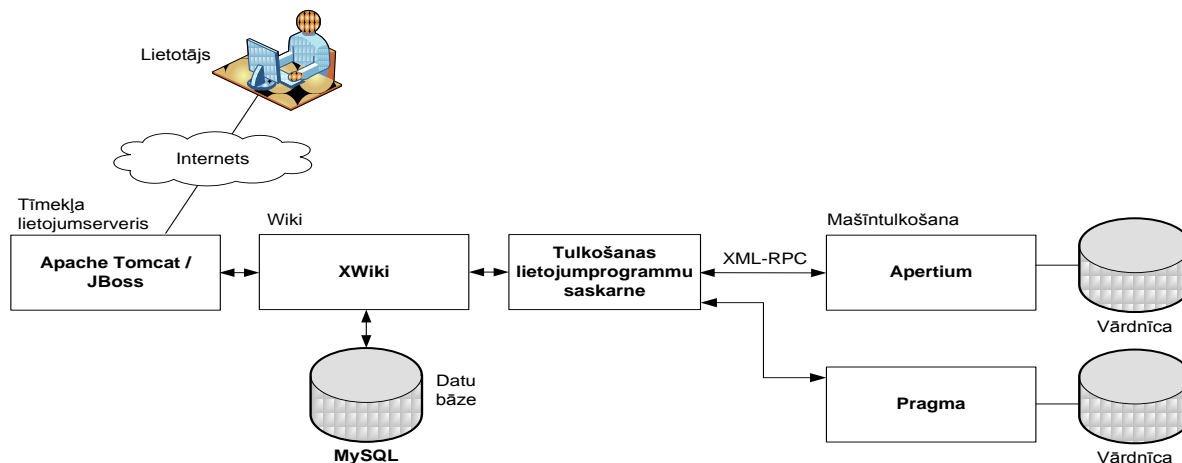 Lietotājs
Internets
Tīmekļa
lietojumserveris
Apache Tomcat /
JBoss
Wiki
XWiki
Tulkošanas
lietojumprogrammu
saskarne
XML-RPC
Mašīntulkošana
Apertium
Vārdnīca
Datu
bāze
MySQL
Pragma
Vārdnīca